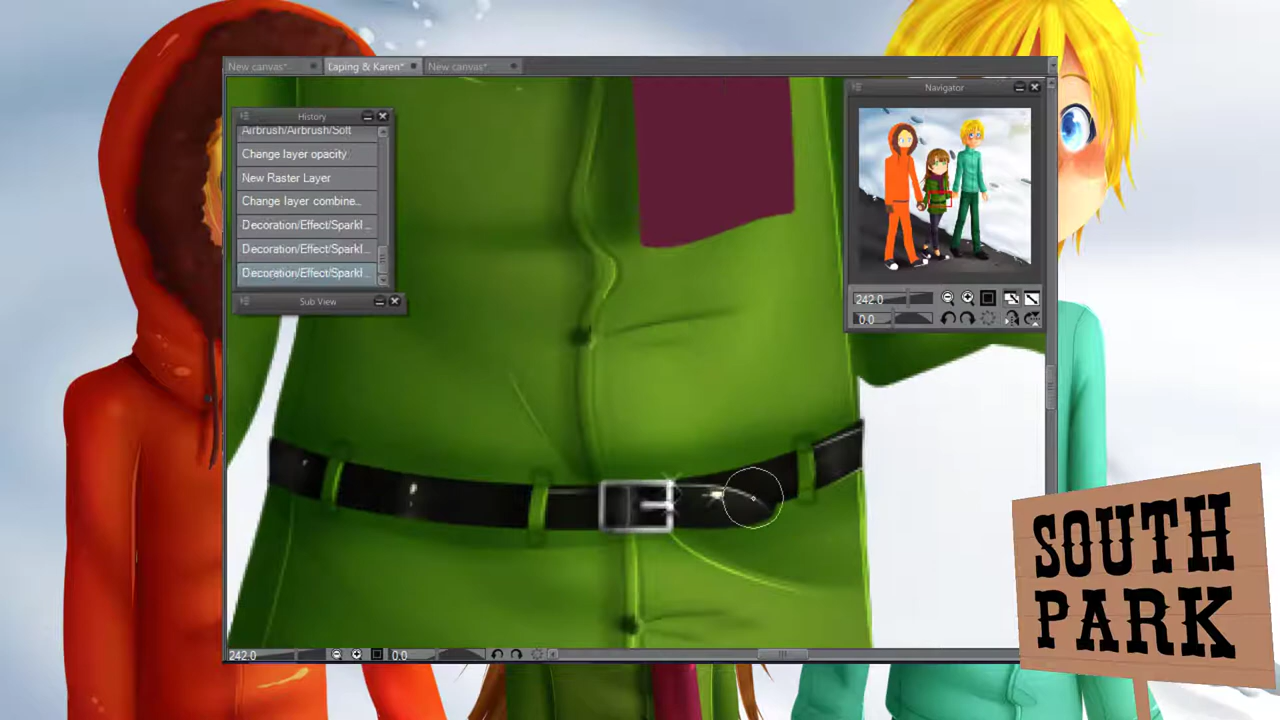 New canvas*
Laping & Karen*
New canvas*
History
Airbrush/Airbrush/Soft
Change layer opacity
New Raster Layer
Change layer combine...
Decoration/Effect/Sparkl...
Decoration/Effect/Sparkl...
Decoration/Effect/Sparkl...
Sub View
Navigator
242.0
0.0
242.0
0.0
SOUTH
PARK